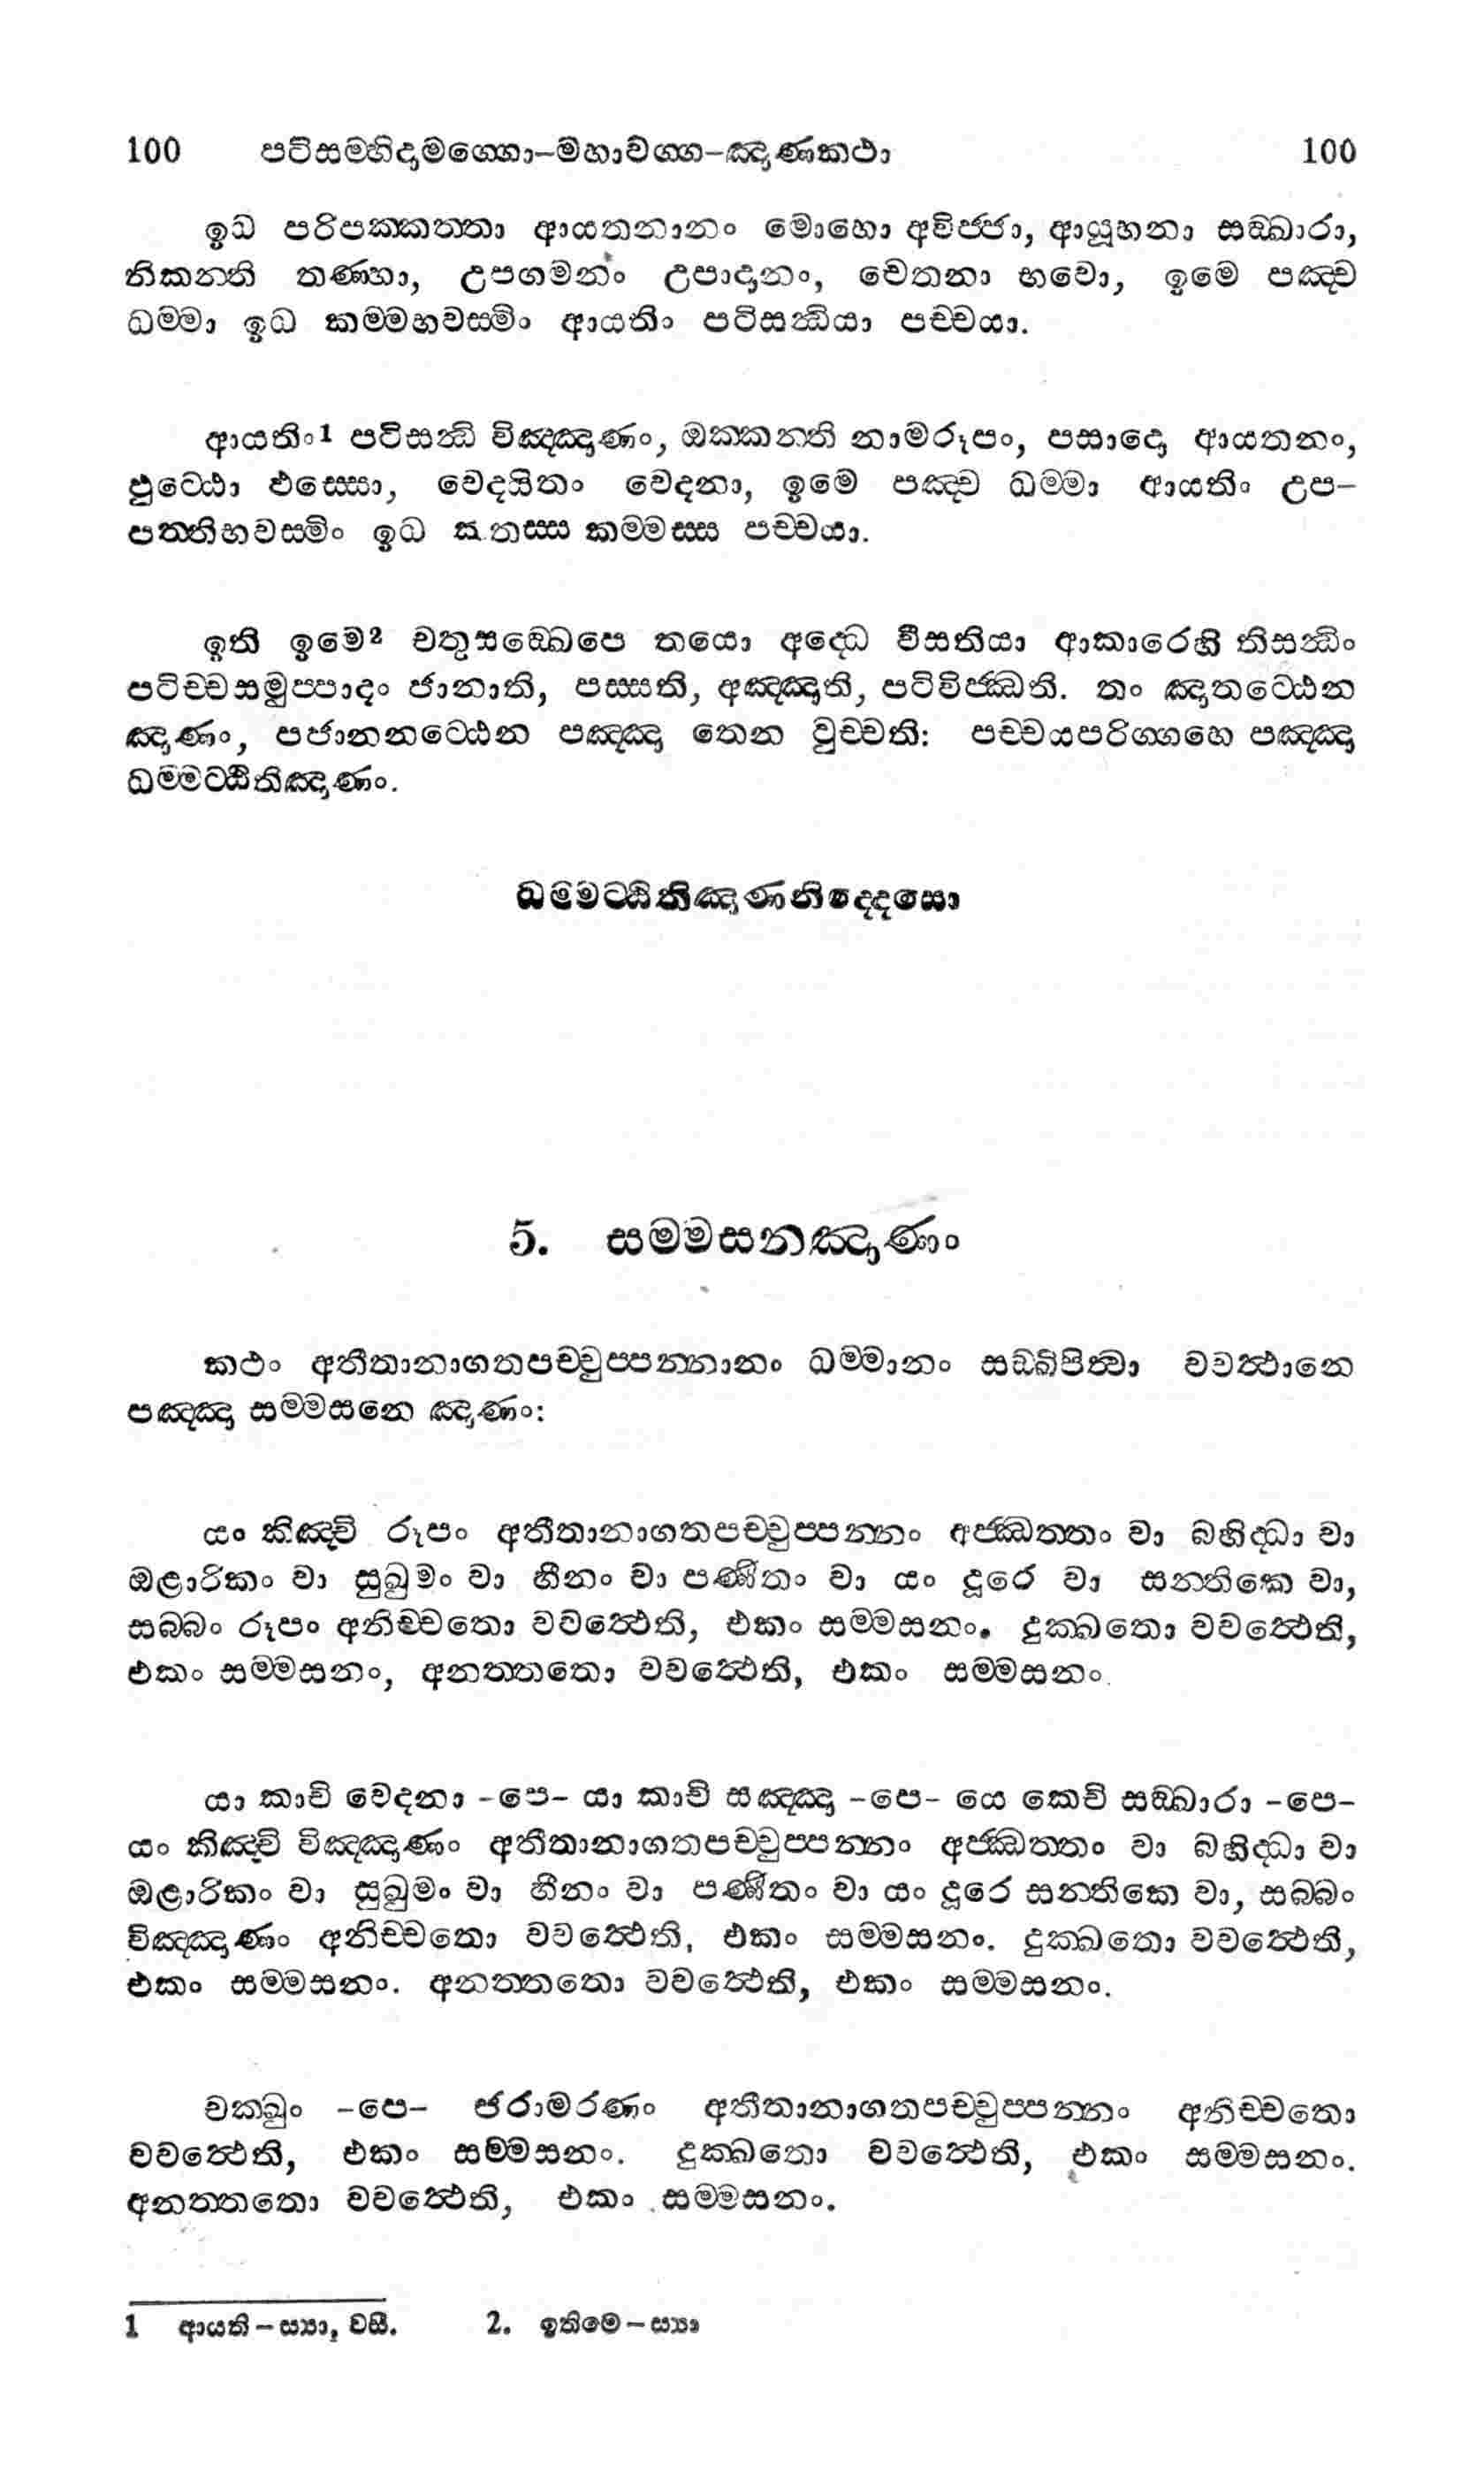 100 පටිසම්භිදාමග්ගො-මහාවග්ග-ඤාණකථා 100
ඉධ පරිපක්කත්තා ආයතනානං මොහො අවිජ්ජා, ආයූහනා සඞ්ඛාරා,
නිකන්ති තණ්හා, උපගමනං උපාදානං, චෙතනා භවො, ඉමෙ පඤ්ච
ධම්මා ඉධ කම්මභවස්මිං ආයතිං පටිසන්ධියා පච්චයා.
ආයතිං1 පටිසන්ධි විඤ්ඤාණං, ඔක්කන්ති නාමරූපං, පසාදො ආයතනං,
ඵුට්ඨො ඵස්සො, වෙදයිතං වෙදනා, ඉමෙ පඤ්ච ධම්මා ආයතිං උප-
පත්තිභවස්මිං ඉධ කතස්ස කම්මස්ස පච්චයා.
ඉති ඉමෙ2 චතුසඞ්ඛෙපෙ තයො අද්ධෙ වීසතියා ආකාරෙහි තිසන්ධිං
පටිච්චසමුප්පාදං ජානාති, පස්සති, අඤ්ඤාති, පටිවිජ්ඣති. තං ඤාතට්ඨෙන
ඤාණං, පජානනට්ඨෙන පඤ්ඤා තෙන වුච්චති: පච්චයපරිග්ගහෙ පඤ්ඤා
ධම්මට්ඨිතිඤාණං.
ධම්මට්ඨිතිඤාණනිද්දෙසො
5. සම්මසනඤාණං
කථං අතීතානාගතපච්චුප්පන්නානං ධම්මානං සඞ්ඛිපිත්වා වවත්ථානෙ
පඤ්ඤා සම්මසනෙ ඤාණං:
යං කිඤ්චි රූපං අතීතානාගතපච්චුප්පන්නං අජ්ඣත්තං වා බහිද්ධා වා
ඔළාරිකං වා සුඛුමං වා හීනං වා පණීතං වා යං දූරෙ වා සන්තිකෙ වා,
සබ්බං රූපං අනිච්චතො වවත්ථෙති, එකං සම්මසනං. දුක්ඛතො වවත්ථෙති,
එකං සම්මසනං, අනත්තතො වවත්ථෙති, එකං සම්මසනං.
යා කාචි වෙදනා -පෙ- යා කාචි සඤ්ඤා -පෙ- යෙ කෙචි සඞ්ඛාරා -පෙ-
යං කිඤ්චි විඤ්ඤාණං අතීතානාගතපච්චුප්පන්නං අජ්ඣත්තං වා බහිද්ධා වා
ඔළාරිකං වා සුඛුමං වා හීනං වා පණීතං වා යං දූරෙ සන්තිකෙ වා, සබ්බං
විඤ්ඤාණං අනිච්චතො වවත්ථෙති, එකං සම්මසනං. දුක්ඛතො වවත්ථෙති,
එකං සම්මසනං. අනත්තතො වවත්ථෙති, එකං සම්මසනං.
චක්ඛුං -පෙ- ජරාමරණං අතීතානාගතපච්චුප්පන්නං අනිච්චතො
වවත්ථෙති, එකං සම්මසනං. දුක්ඛතො වවත්ථෙති, එකං සම්මසනං.
අනත්තතො වවත්ථෙති, එකං සම්මසනං.
1 ආයති – ස්‍යා, වසී. 2. ඉතිමෙ – ස්‍යා